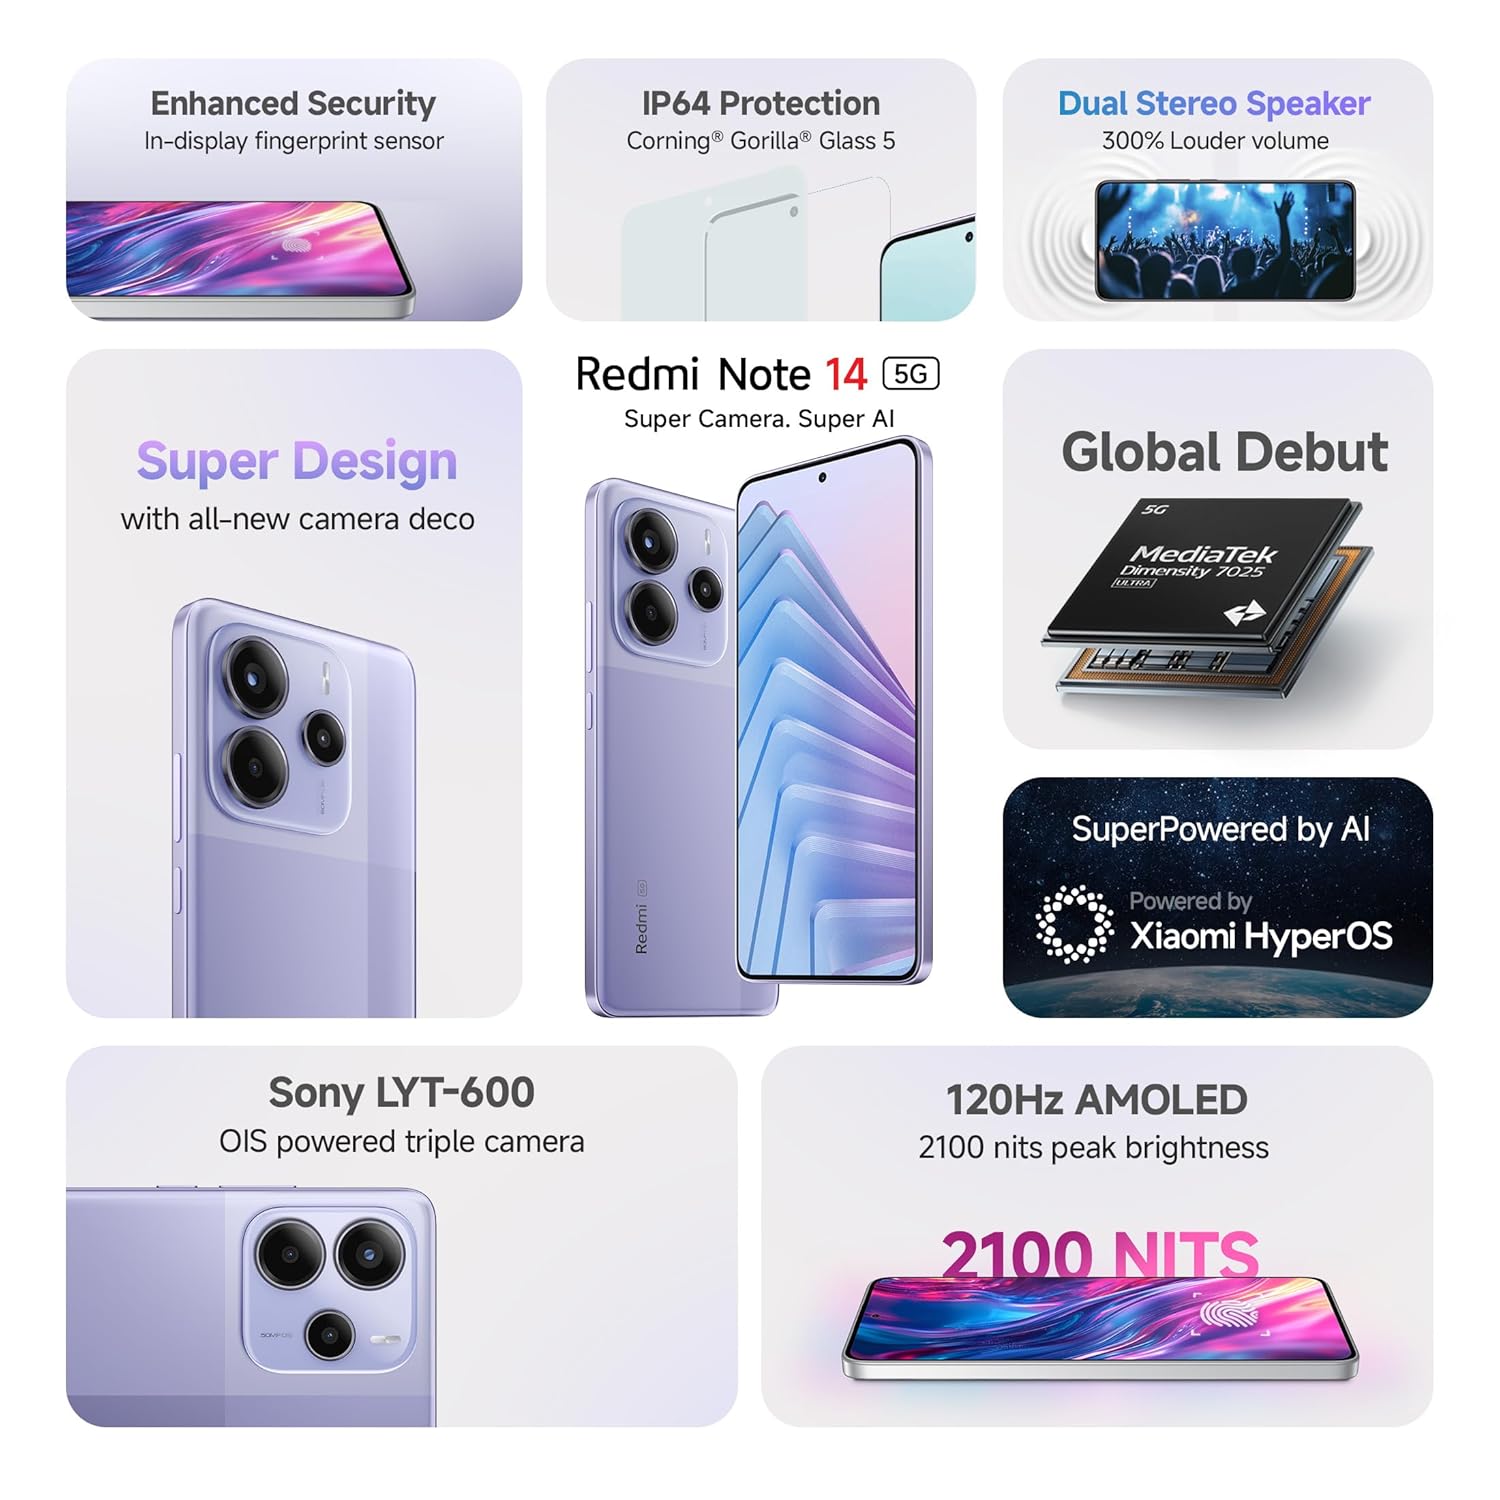 Enhanced Security
In-display fingerprint sensor
IP64 Protection
Corning® Gorilla® Glass 5
Dual Stereo Speaker
300% Louder volume
Super Design
with all-new camera deco
Redmi Note 14 5G
Super Camera. Super AI
Redmi 5G
Global Debut
5G
MediaTek
Dimensity 7025
ULTRA
SuperPowered by AI
Powered by
Xiaomi HyperOS
Sony LYT-600
OIS powered triple camera
50MP OIS
120Hz AMOLED
2100 nits peak brightness
2100 NITS